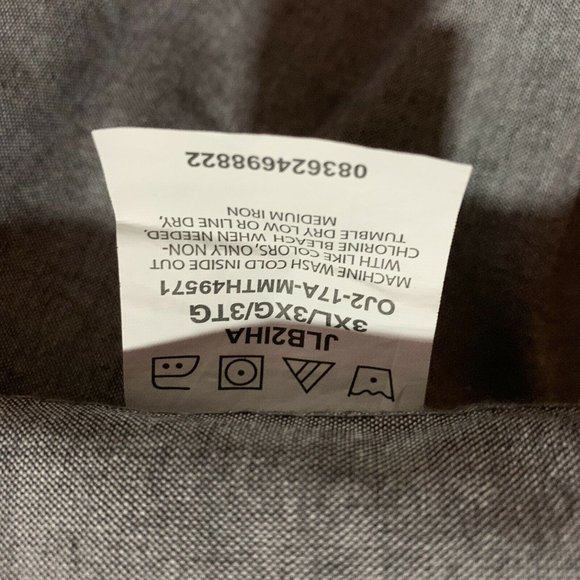 JLB2IHA
3XL/3XG/3TG
OJ2-17A-MMTH49571
MACHINE WASH COLD INSIDE OUT
WITH LIKE COLORS, ONLY NON-
CHLORINE BLEACH WHEN NEEDED.
TUMBLE DRY LOW OR LINE DRY,
MEDIUM IRON
083624698822